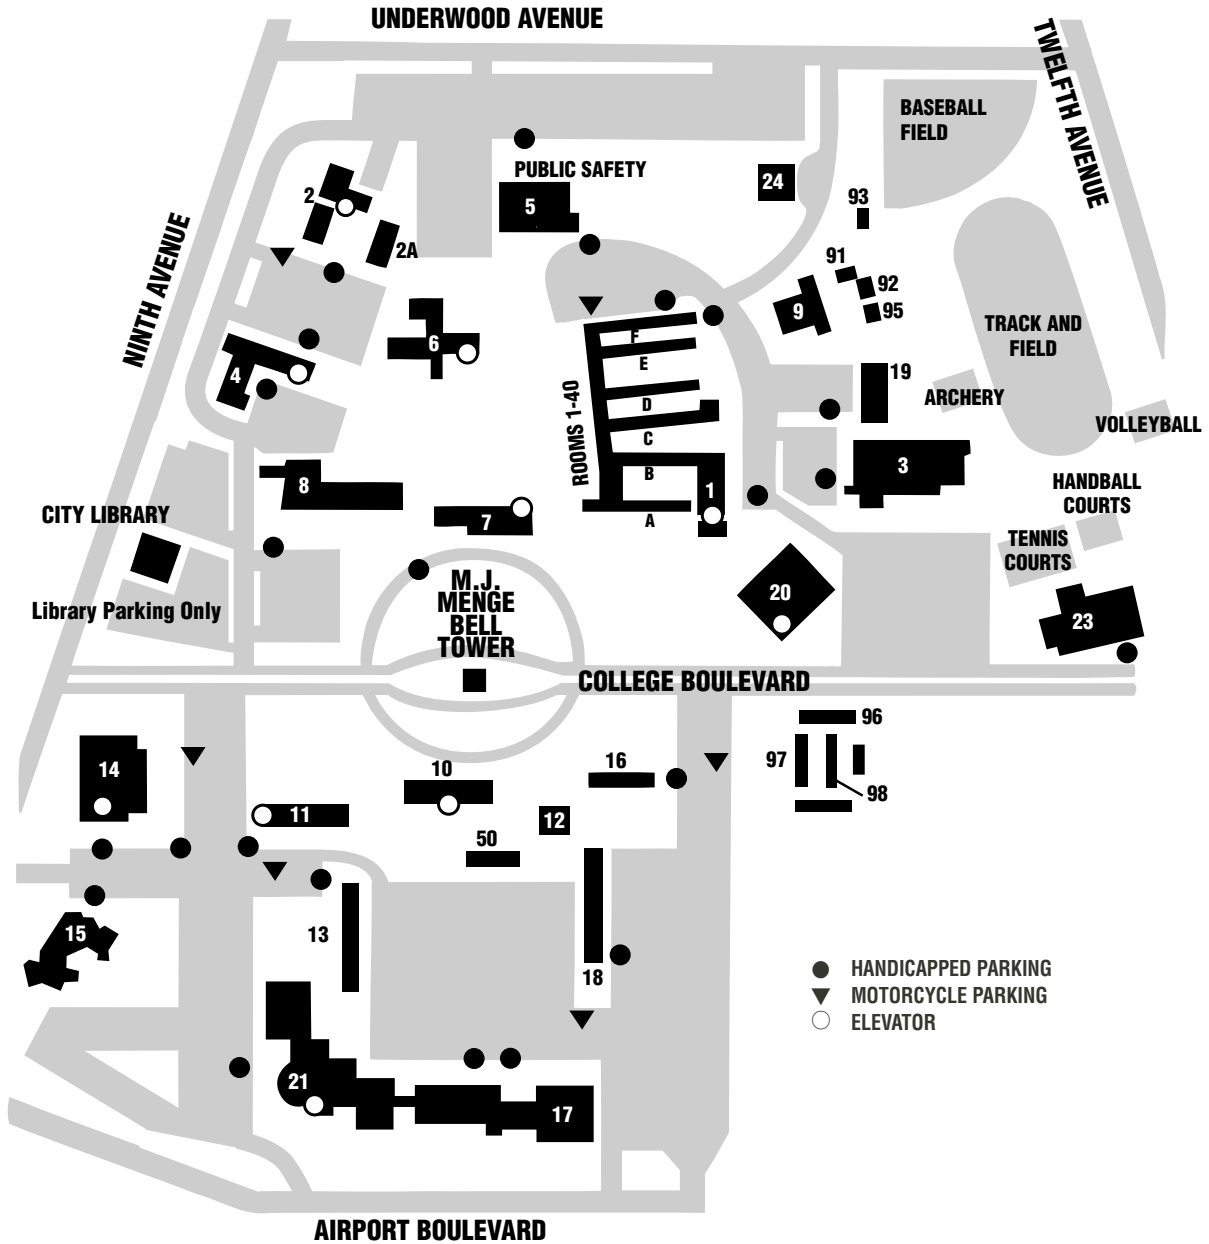 UNDERWOOD AVENUE
TWELFTH AVENUE
BASEBALL
FIELD
PUBLIC SAFETY
24
2
5
93
NINTH AVENUE
2A
91
92
9
95
F
TRACK AND
FIELD
6
E
4
19
ROOMS 1-40
D
ARCHERY
C
VOLLEYBALL
3
B
8
1
HANDBALL
COURTS
CITY LIBRARY
7
A
TENNIS
COURTS
M.J.
MENGE
BELL
TOWER
20
Library Parking Only
23
COLLEGE BOULEVARD
96
14
10
16
97
98
11
12
50
15
13
18
HANDICAPPED PARKING
MOTORCYCLE PARKING
ELEVATOR
21
17
AIRPORT BOULEVARD